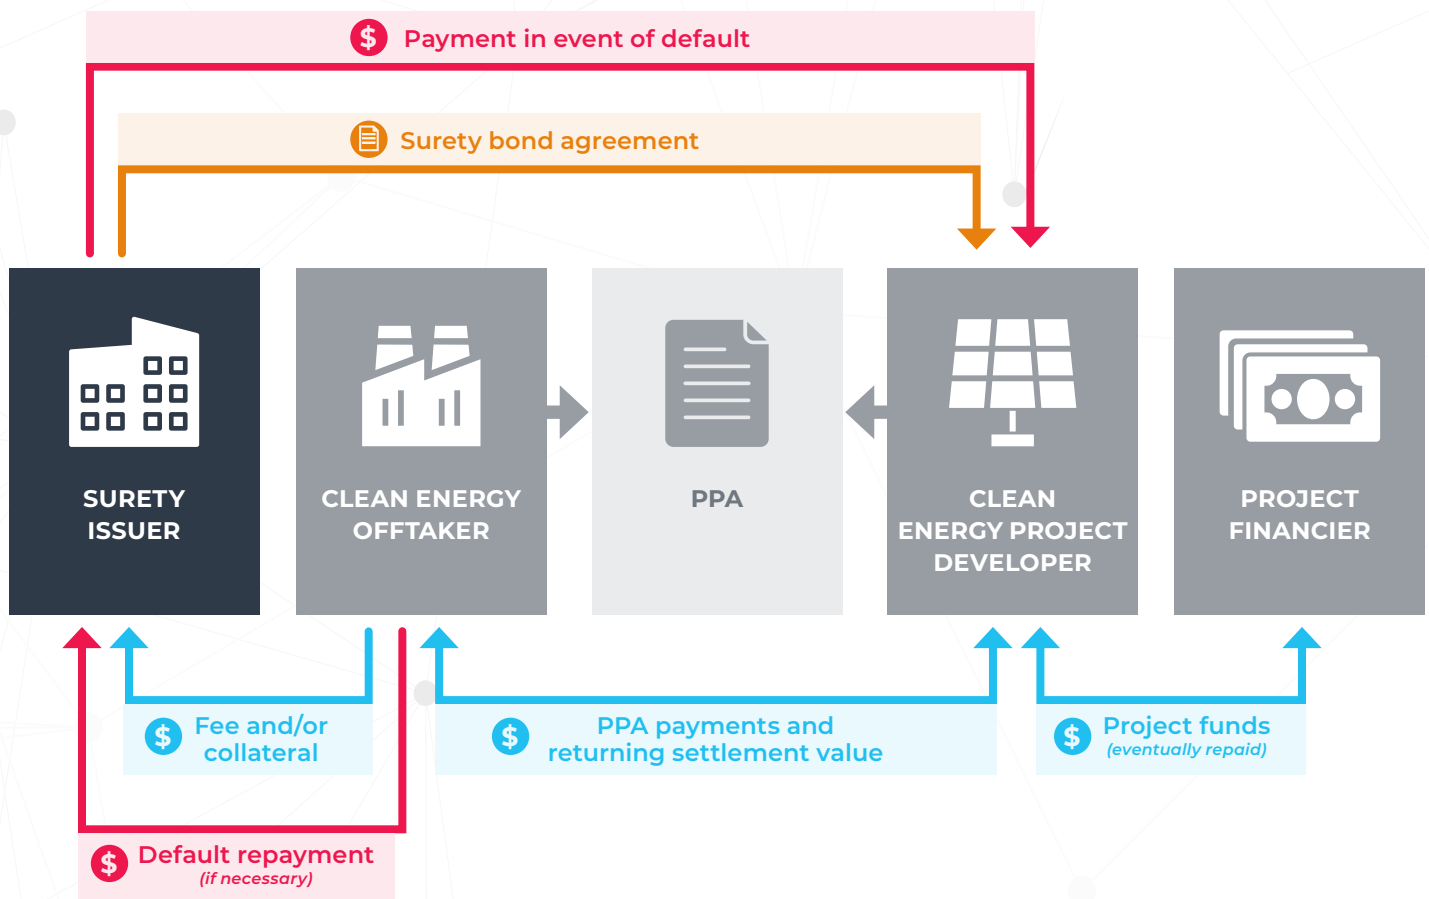 $ Payment in event of default
Surety bond agreement
SURETY
ISSUER
CLEAN ENERGY
OFFTAKER
PPA
CLEAN
ENERGY PROJECT
DEVELOPER
PROJECT
FINANCIER
$ Fee and/or
collateral
$ PPA payments and
returning settlement value
$ Project funds
(eventually repaid)
$ Default repayment
(if necessary)